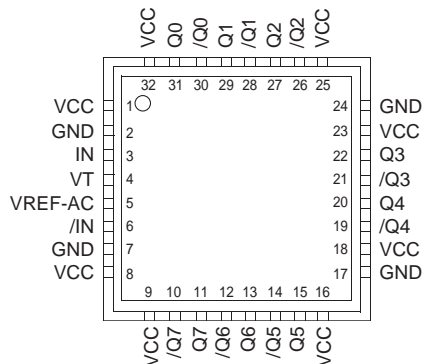 VCC Q0 /Q0 Q1 /Q1 Q2 /Q2 VCC
32 31 30 29 28 27 26 25
VCC 1 24 GND
GND 2 23 VCC
IN 3 22 Q3
VT 4 21 /Q3
VREF-AC 5 20 Q4
/IN 6 19 /Q4
GND 7 18 VCC
VCC 8 17 GND
9 10 11 12 13 14 15 16
VCC /Q7 Q7 /Q6 Q6 /Q5 Q5 VCC